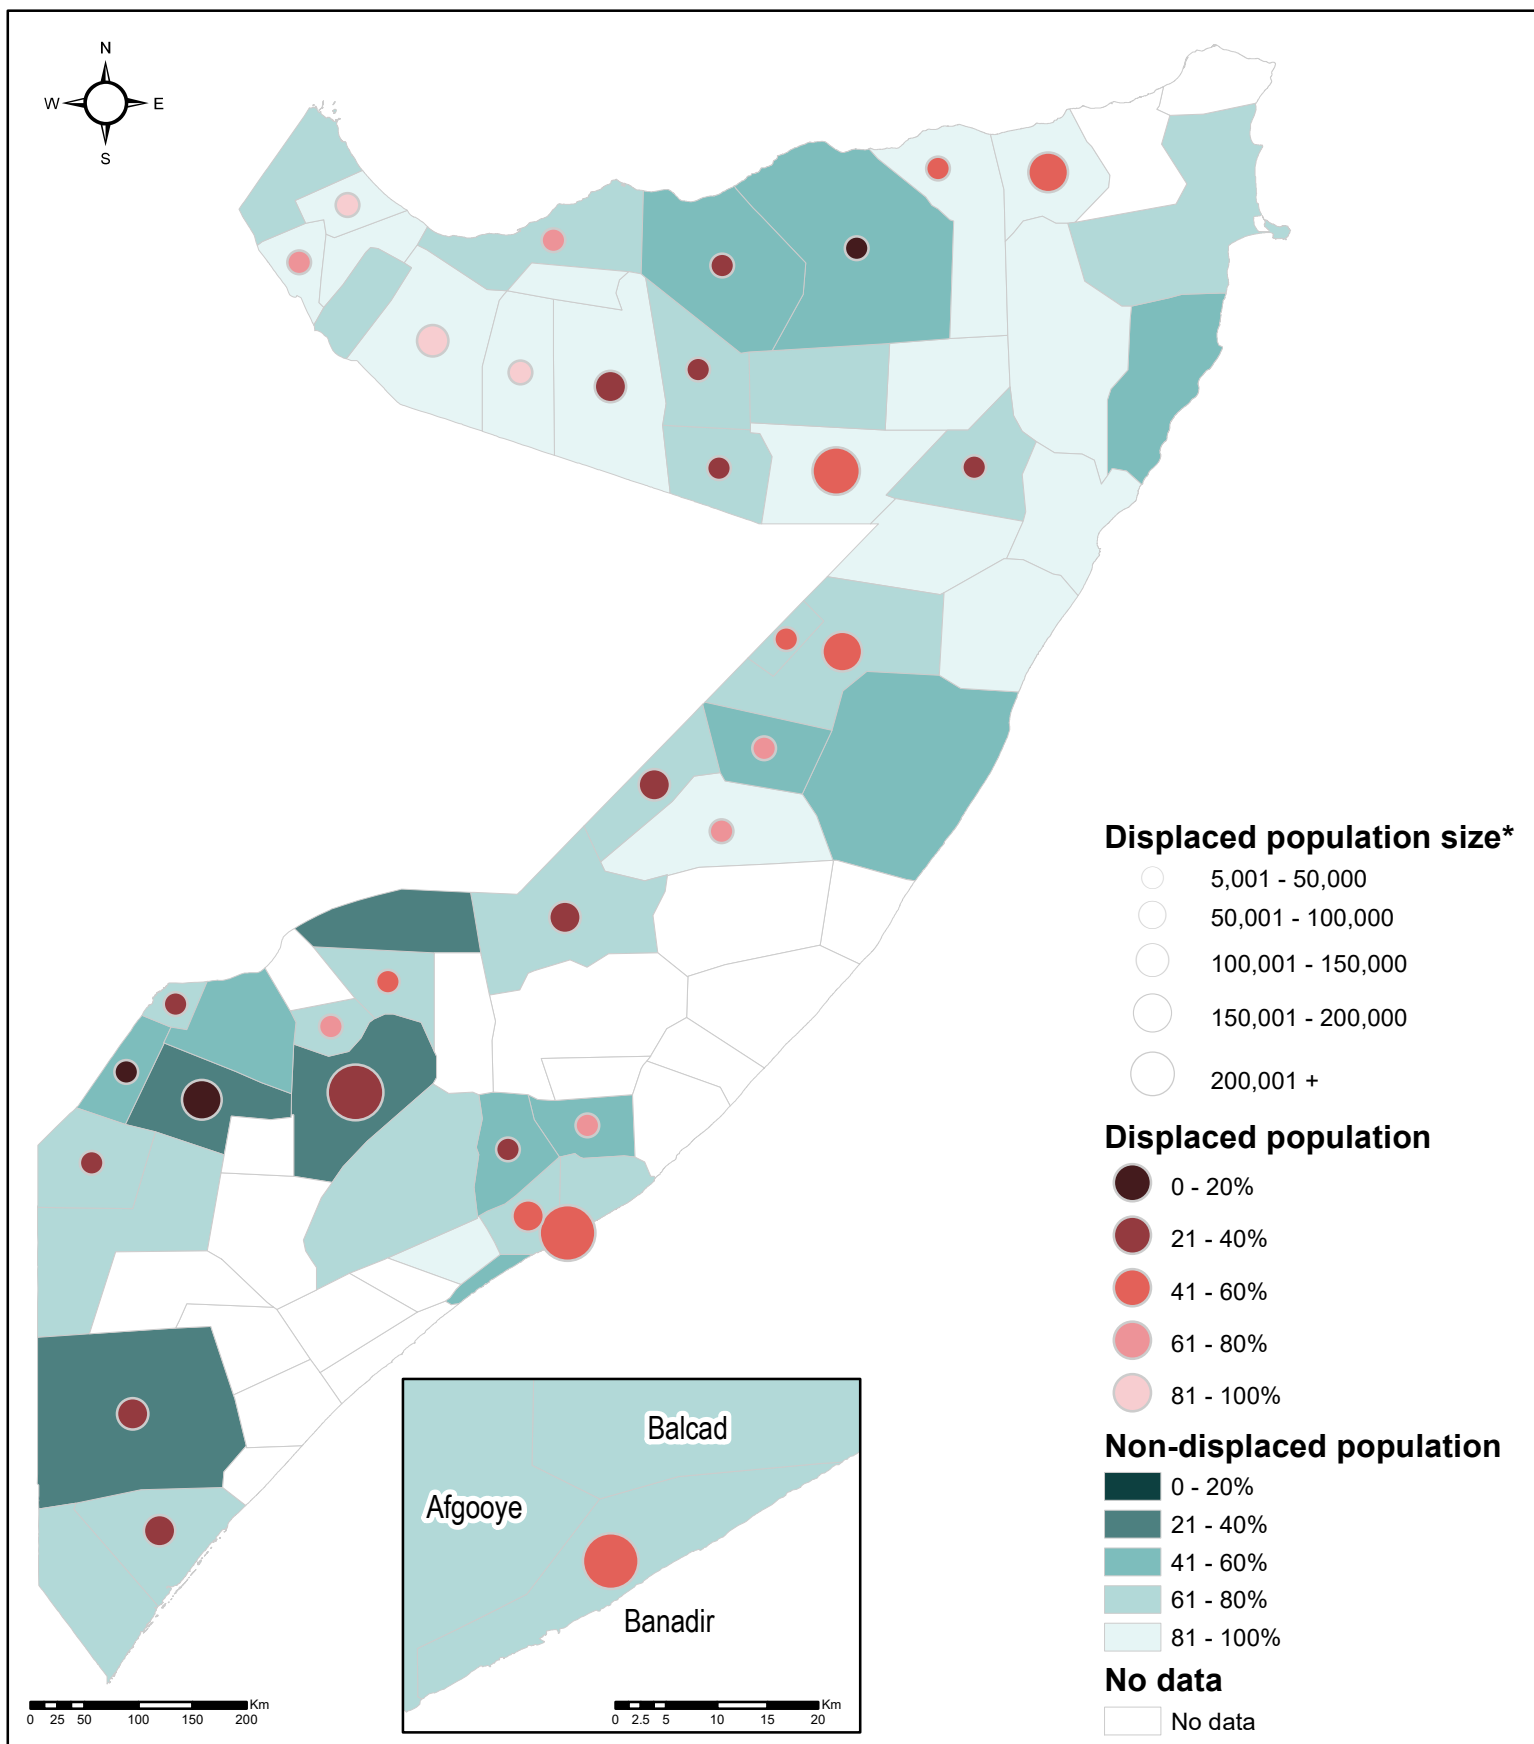 N
W E
S
Displaced population size*
5,001 - 50,000
50,001 - 100,000
100,001 - 150,000
150,001 - 200,000
200,001 +
Displaced population
0 - 20%
21 - 40%
41 - 60%
61 - 80%
81 - 100%
Non-displaced population
0 - 20%
21 - 40%
41 - 60%
61 - 80%
81 - 100%
No data
No data
Balcad
Afgooye
Banadir
Km
0 25 50 100 150 200
Km
0 2.5 5 10 15 20